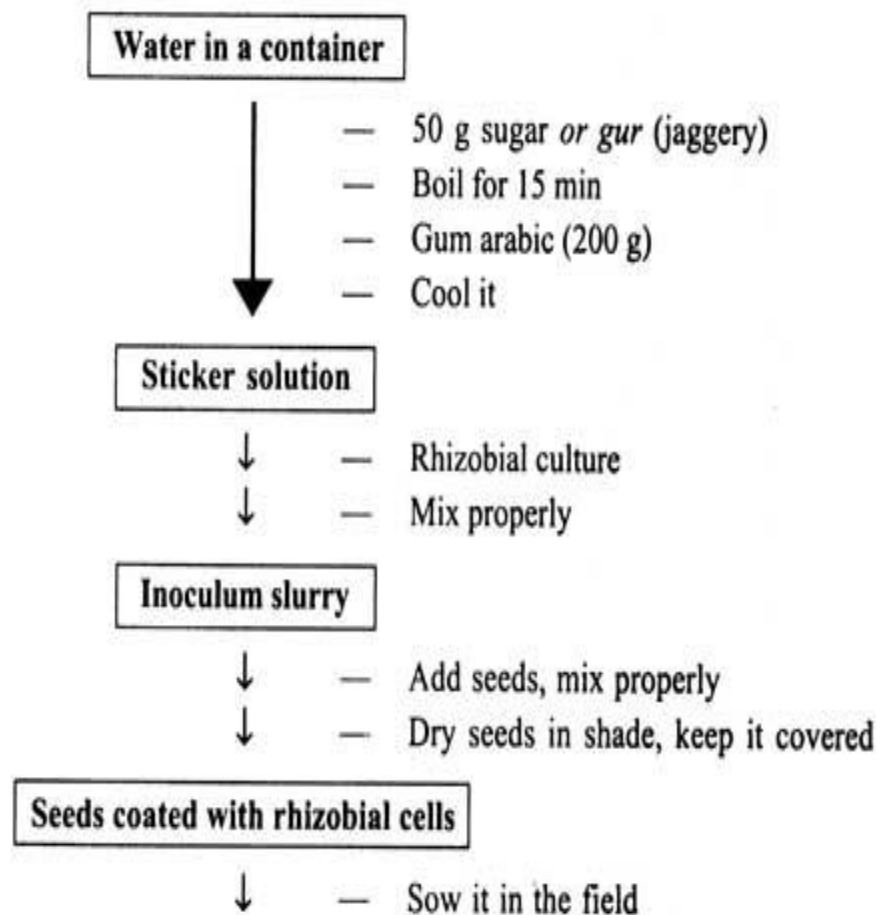 Water in a container
— 50 g sugar or gur (jaggery)
— Boil for 15 min
— Gum arabic (200 g)
— Cool it
Sticker solution
↓ — Rhizobial culture
↓ — Mix properly
Inoculum slurry
↓ — Add seeds, mix properly
↓ — Dry seeds in shade, keep it covered
Seeds coated with rhizobial cells
↓ — Sow it in the field